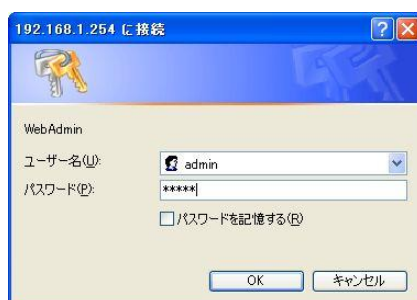 192.168.1.254 に接続
WebAdmin
ユーザー名(U):
admin
パスワード(P):
*****
パスワードを記憶する(R)
OK
キャンセル